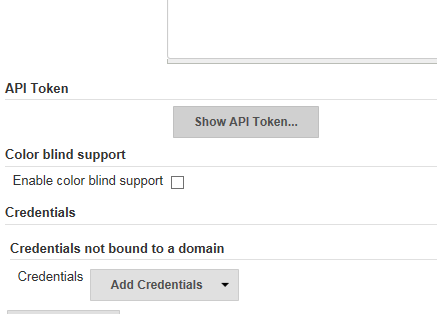 API Token
Show API Token...
Color blind support
Enable color blind support
Credentials
Credentials not bound to a domain
Credentials Add Credentials